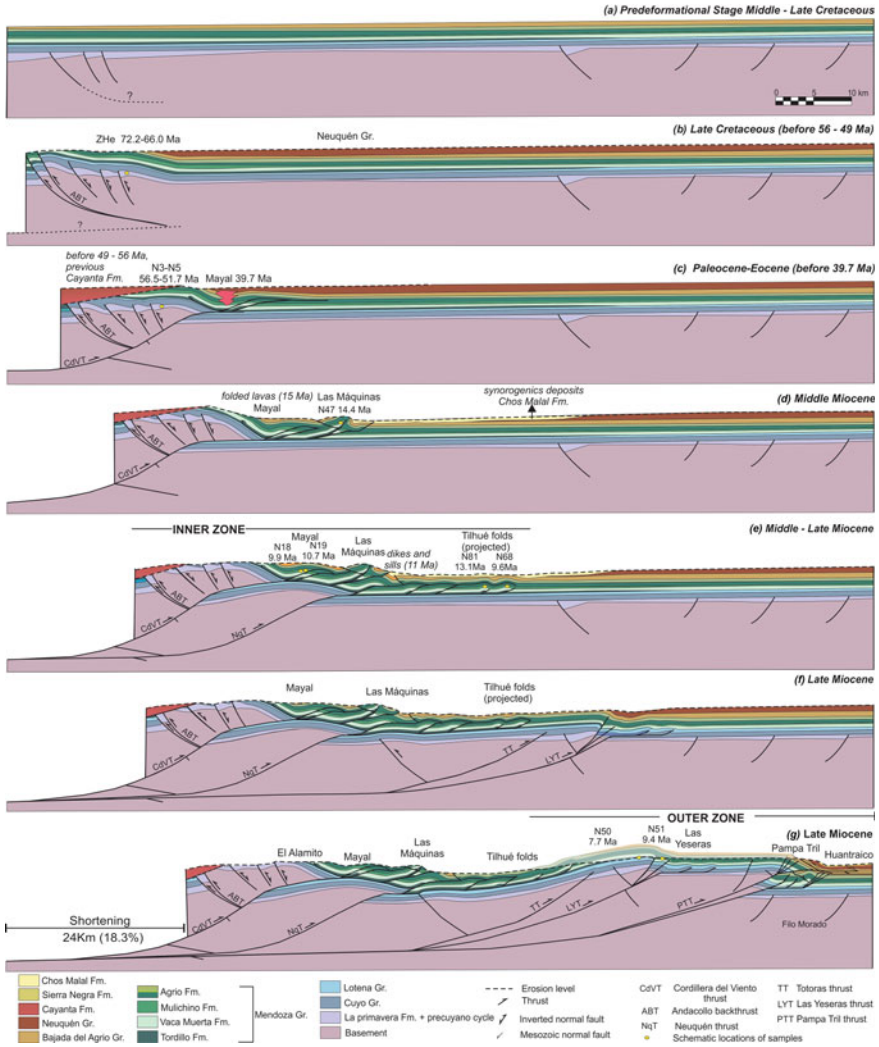 (a) Predeformational Stage Middle - Late Cretaceous
?
0 5 10 km
(b) Late Cretaceous (before 56 - 49 Ma)
ZHe 72.2-66.0 Ma
Neuquén Gr.
ABT
?
(c) Paleocene-Eocene (before 39.7 Ma)
before 49 - 56 Ma,
previous
Cayanta Fm.
N3-N5
56.5-51.7 Ma
Mayal 39.7 Ma
ABT
CdVT
(d) Middle Miocene
folded lavas (15 Ma)
Mayal
Las Máquinas
N47 14.4 Ma
synorogenics deposits
Chos Malal Fm.
ABT
CdVT
(e) Middle - Late Miocene
INNER ZONE
Mayal
N18
9.9 Ma
N19
10.7 Ma
Las
Máquinas
dikes and
sills (11 Ma)
Tilhué folds
(projected)
N81
13.1Ma
N68
9.6Ma
ABT
CdVT
NqT
(f) Late Miocene
Mayal
Las Máquinas
Tilhué folds
(projected)
ABT
CdVT
NqT
TT
LYT
OUTER ZONE
(g) Late Miocene
El Alamito
Mayal
Las
Máquinas
Tilhué folds
N50
7.7 Ma
N51
9.4 Ma
Las
Yeseras
Pampa Tril
Huantraico
ABT
CdVT
NqT
TT
LYT
PTT
Filo Morado
Shortening
24Km (18.3%)
Chos Malal Fm.
Sierra Negra Fm.
Cayanta Fm.
Neuquén Gr.
Bajada del Agrio Gr.
Agrio Fm.
Mulichino Fm.
Vaca Muerta Fm.
Tordillo Fm.
Mendoza Gr.
Lotena Gr.
Cuyo Gr.
La primavera Fm. + precuyano cycle
Basement
Erosion level
Thrust
Inverted normal fault
Mesozoic normal fault
CdVT Cordillera del Viento
thrust
ABT Andacollo backthrust
NqT Neuquén thrust
Schematic locations of samples
TT Totoras thrust
LYT Las Yeseras thrust
PTT Pampa Tril thrust